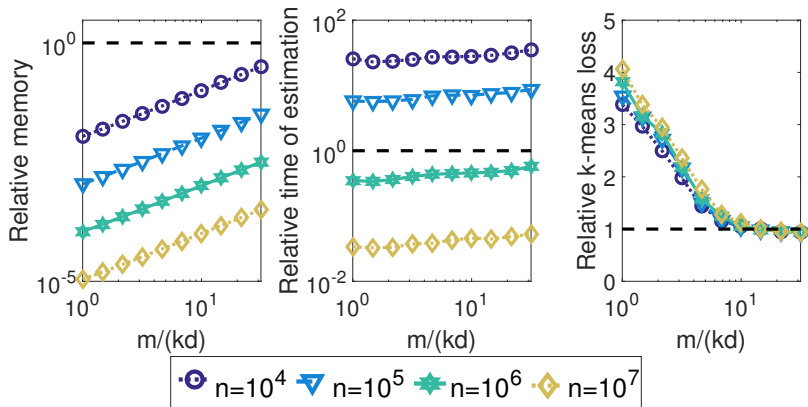 Relative memory
10^0
10^-5
10^0
10^1
m/(kd)
Relative time of estimation
10^2
10^0
10^-2
10^0
10^1
m/(kd)
Relative k-means loss
5
4
3
2
1
0
10^0
10^1
m/(kd)
n=10^4
n=10^5
n=10^6
n=10^7